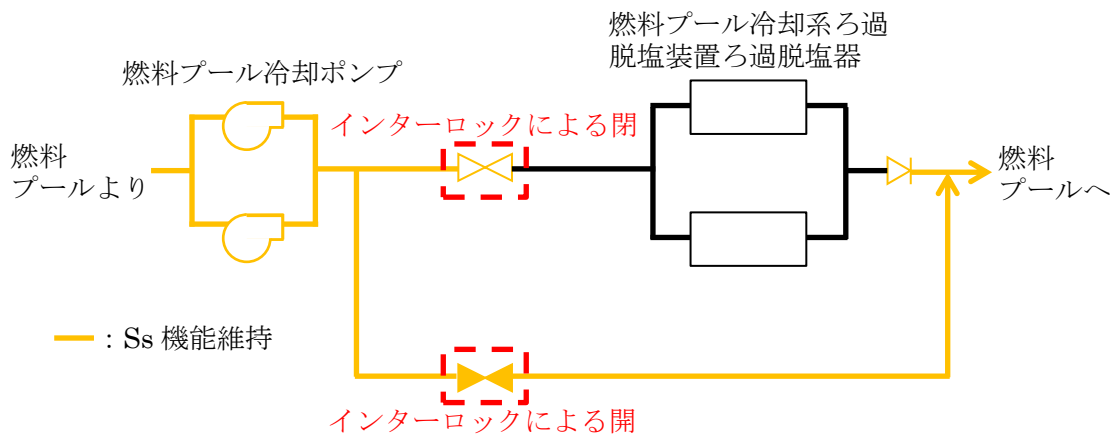 燃料プール冷却系ろ過
脱塩装置ろ過脱塩器
燃料プール冷却ポンプ
インターロックによる閉
燃料
プールより
燃料
プールへ
：Ss 機能維持
インターロックによる開